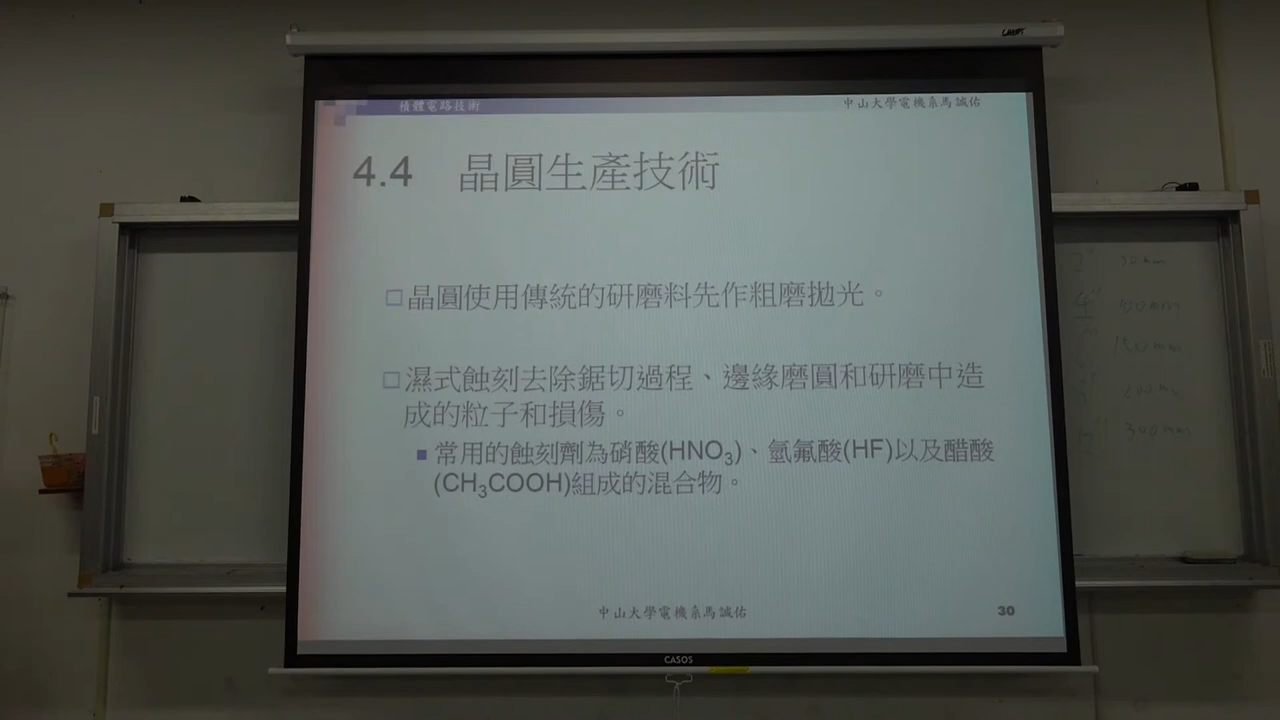 積體電路技術
中山大學電機系馬誠佑
4.4 晶圓生產技術
晶圓使用傳統的研磨料先作粗磨拋光。
濕式蝕刻去除鋸切過程、邊緣磨圓和研磨中造
成的粒子和損傷。
常用的蝕刻劑為硝酸(HNO₃)、氫氟酸(HF)以及醋酸
(CH₃COOH)組成的混合物。
中山大學電機系馬誠佑
30
CASOS
4" 100mm
150mm
200mm
300mm